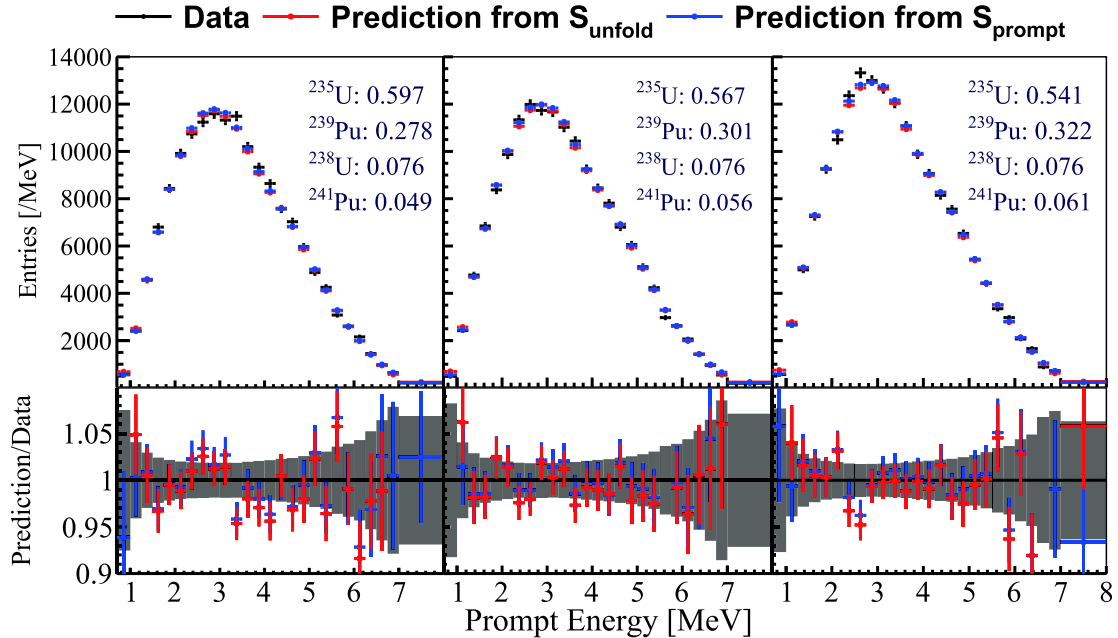 Data Prediction from S_unfold Prediction from S_prompt
Entries [/MeV]
14000
12000
10000
8000
6000
4000
2000
²³⁵U: 0.597
²³⁹Pu: 0.278
²³⁸U: 0.076
²⁴¹Pu: 0.049
²³⁵U: 0.567
²³⁹Pu: 0.301
²³⁸U: 0.076
²⁴¹Pu: 0.056
²³⁵U: 0.541
²³⁹Pu: 0.322
²³⁸U: 0.076
²⁴¹Pu: 0.061
Prediction/Data
1.05
1
0.95
0.9
1 2 3 4 5 6 7 1 2 3 4 5 6 7 1 2 3 4 5 6 7 8
Prompt Energy [MeV]